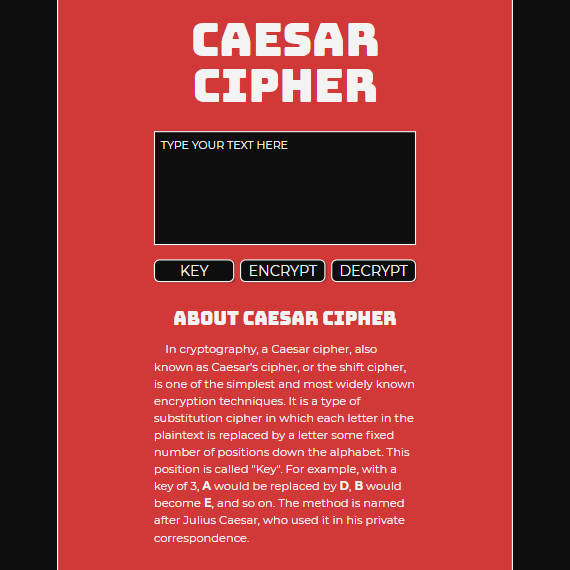 CAESAR
CIPHER
TYPE YOUR TEXT HERE
KEY ENCRYPT DECRYPT
ABOUT CAESAR CIPHER
In cryptography, a Caesar cipher, also
known as Caesar's cipher, or the shift cipher,
is one of the simplest and most widely known
encryption techniques. It is a type of
substitution cipher in which each letter in the
plaintext is replaced by a letter some fixed
number of positions down the alphabet. This
position is called "Key". For example, with a
key of 3, A would be replaced by D, B would
become E, and so on. The method is named
after Julius Caesar, who used it in his private
correspondence.